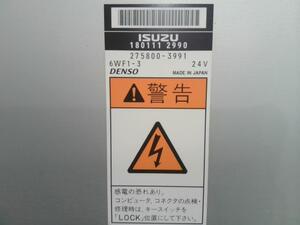 ISUZU
180111 2990
275800-3991
6WF1-3 24V
DENSO MADE IN JAPAN
警告
感電の恐れあり。
コンピュータ、コネクタの点検・
修理時は、キースイッチを
「LOCK」位置にして下さい。